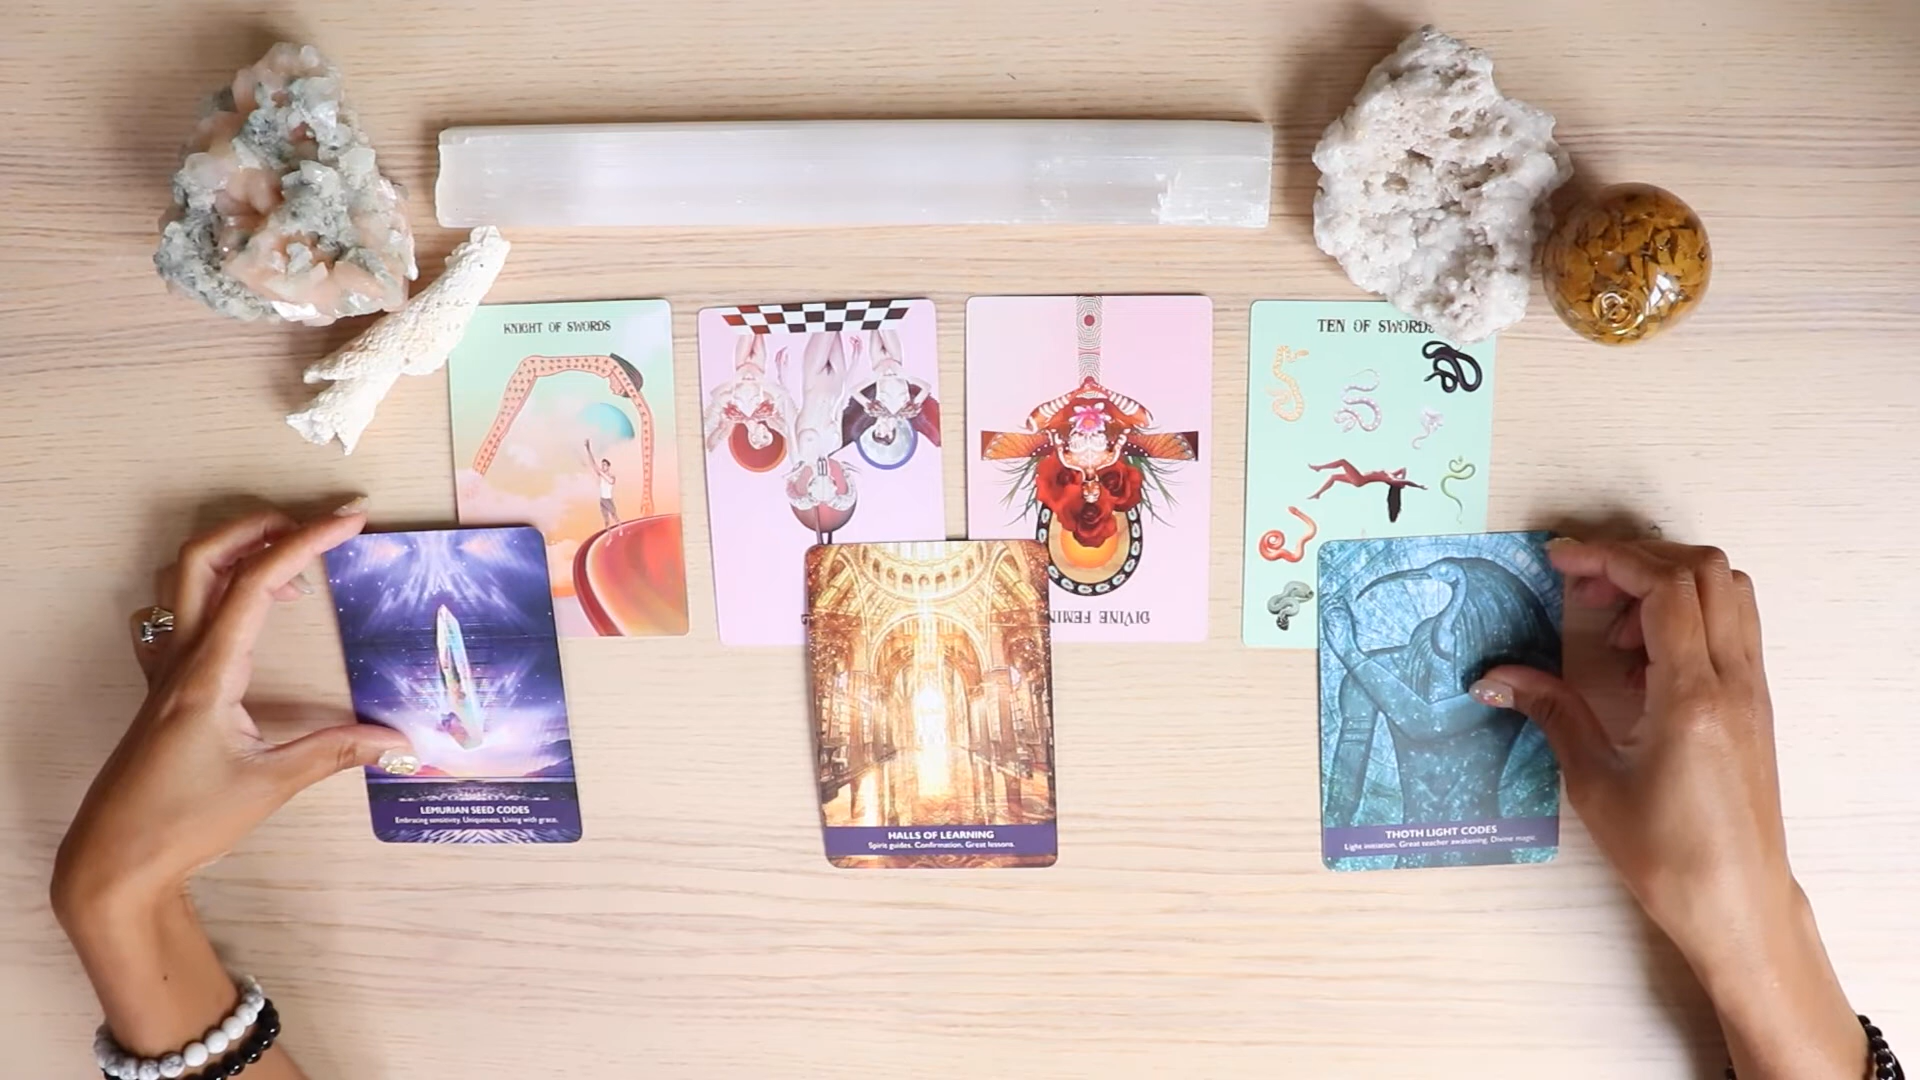 KNIGHT OF SWORDS
TEN OF SWORDS
DIVINE FEMIN
LEMURIAN SEED CODES
Embracing sensitivity. Uniqueness. Living with grace.
HALLS OF LEARNING
Spirit guides. Confirmation. Great lessons.
THOTH LIGHT CODES
Light initiation. Great teacher awakening. Divine magic.